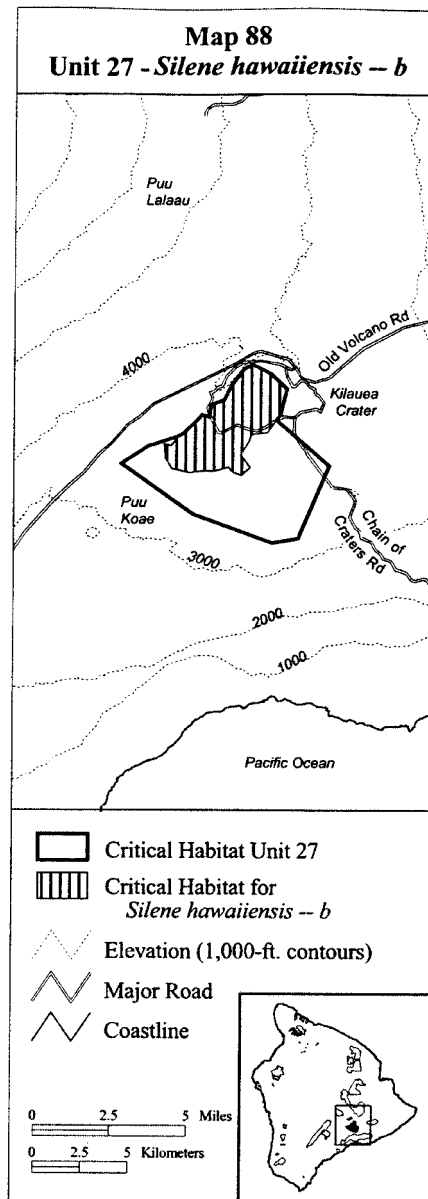 Map 88
Unit 27 - Silene hawaiiensis -- b
Puu
Lalaau
4000
Old Volcano Rd
Kilauea
Crater
Puu
Koae
Chain of
Craters Rd
3000
2000
1000
Pacific Ocean
Critical Habitat Unit 27
Critical Habitat for
Silene hawaiiensis -- b
Elevation (1,000-ft. contours)
Major Road
Coastline
0 2.5 5 Miles
0 2.5 5 Kilometers